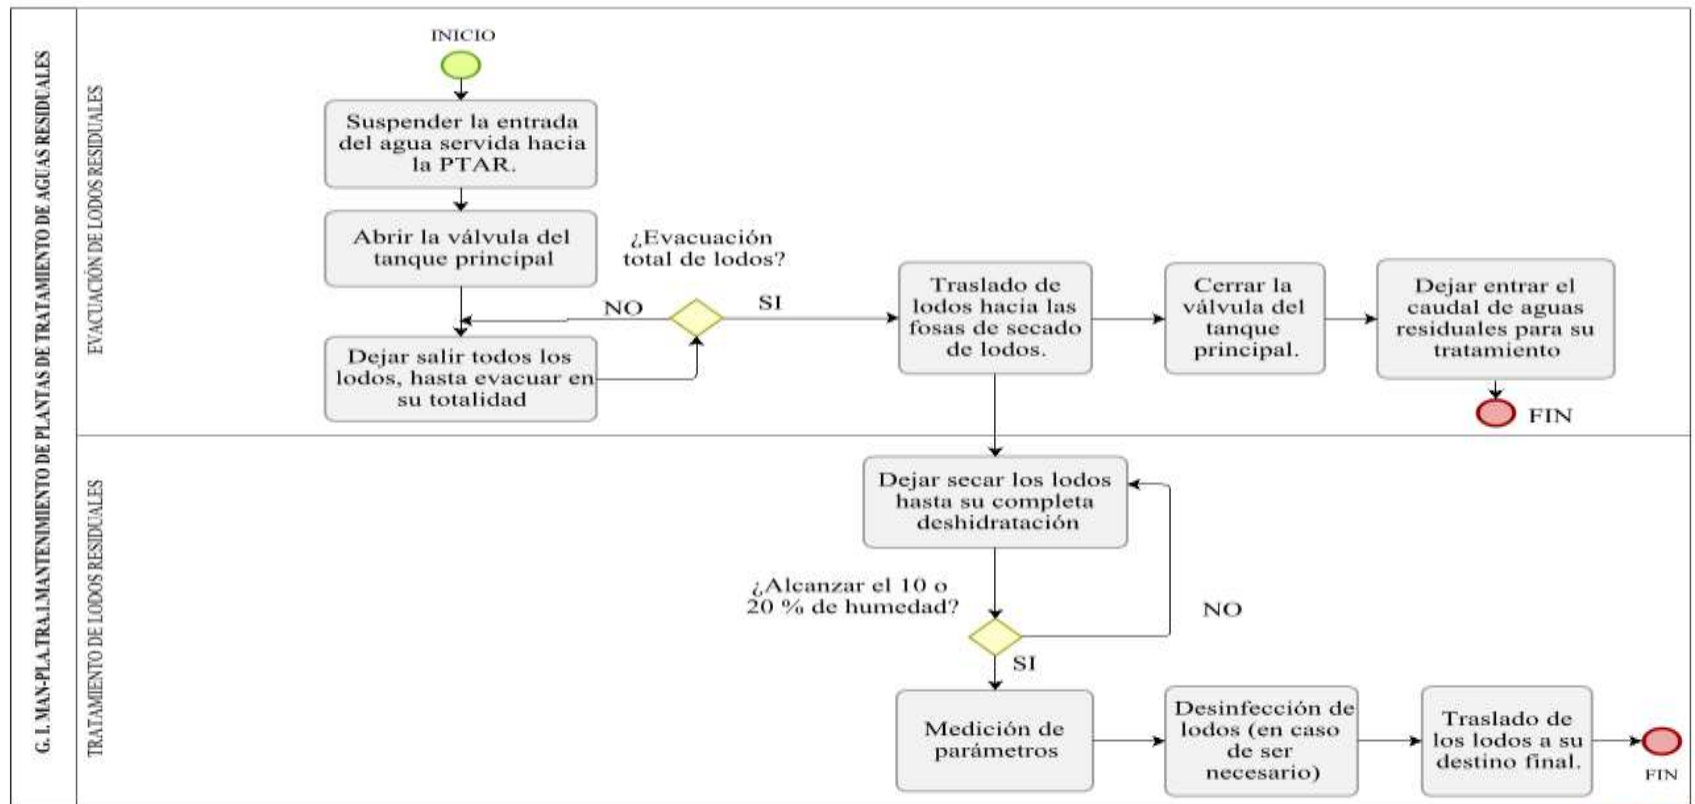 G. I. MAN-PLA.TRA.I.MANTENIMIENTO DE PLANTAS DE TRATAMIENTO DE AGUAS RESIDUALES
EVACUACIÓN DE LODOS RESIDUALES
INICIO
Suspender la entrada
del agua servida hacia
la PTAR.
Abrir la válvula del
tanque principal
¿Evacuación
total de lodos?
NO
SI
Dejar salir todos los
lodos, hasta evacuar en
su totalidad
Traslado de
lodos hacia las
fosas de secado
de lodos.
Cerrar la
válvula del
tanque
principal.
Dejar entrar el
caudal de aguas
residuales para su
tratamiento
FIN
TRATAMIENTO DE LODOS RESIDUALES
Dejar secar los lodos
hasta su completa
deshidratación
¿Alcanzar el 10 o
20 % de humedad?
NO
SI
Medición de
parámetros
Desinfección de
lodos (en caso
de ser
necesario)
Traslado de
los lodos a su
destino final.
FIN